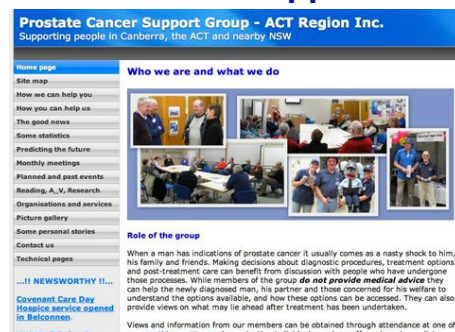 Prostate Cancer Support Group - ACT Region Inc.
Supporting people in Canberra, the ACT and nearby NSW
Home page
Site map
How we can help you
How you can help us
The good news
Some statistics
Predicting the future
Monthly meetings
Planned and past events
Reading, A_V, Research
Organisations and services
Picture gallery
Some personal stories
Contact us
Technical pages
...!! NEWSWORTHY !!...
Covenant Care Day
Hospice service opened
in Belconnen.
Who we are and what we do
Role of the group
When a man has indications of prostate cancer it usually comes as a nasty shock to him,
his family and friends. Making decisions about diagnostic procedures, treatment options
and post-treatment care can benefit from discussion with people who have undergone
those processes. While members of the group do not provide medical advice they
can help the newly diagnosed man, his partner and those concerned for his welfare to
understand the options available, and how these options can be accessed. They can also
provide views on what may lie ahead after treatment has been undertaken.
Views and information from our members can be obtained through attendance at one of